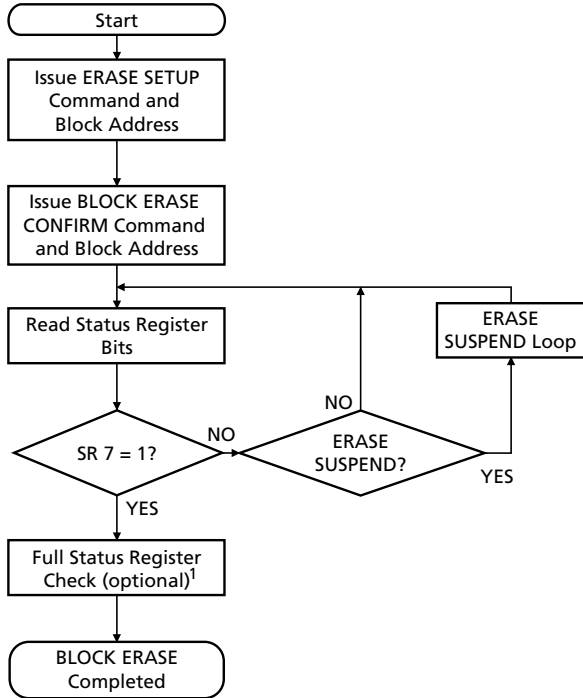 Start
Issue ERASE SETUP
Command and
Block Address
Issue BLOCK ERASE
CONFIRM Command
and Block Address
Read Status Register
Bits
ERASE
SUSPEND Loop
SR 7 = 1?
NO
ERASE
SUSPEND?
NO
YES
YES
Full Status Register
Check (optional)1
BLOCK ERASE
Completed